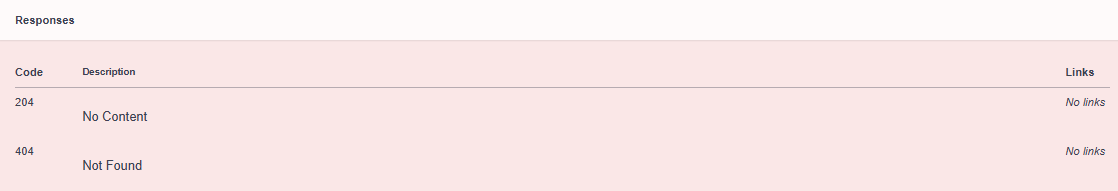 Responses
Code Description Links
204 No links
No Content
404 No links
Not Found